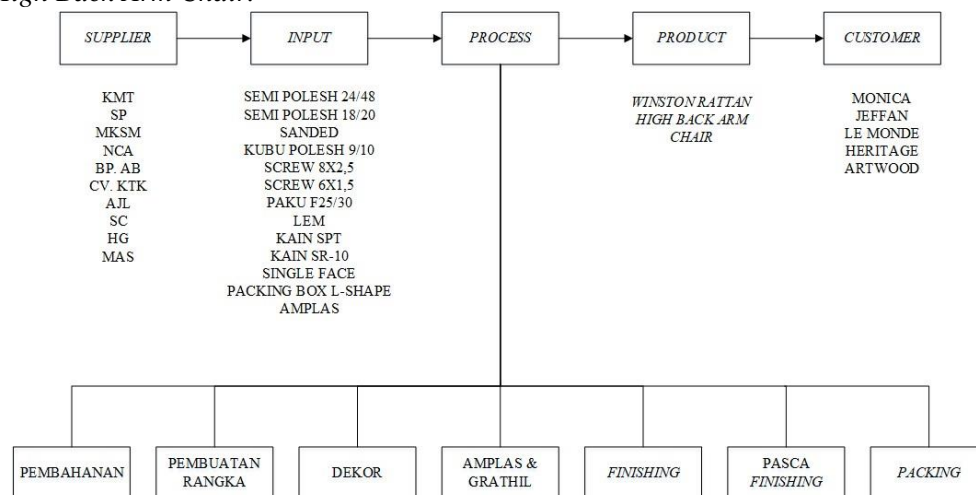 High Back Arm Chair.
SUPPLIER
INPUT
PROCESS
PRODUCT
CUSTOMER
KMT
SP
MKSM
NCA
BP. AB
CV. KTK
AJL
SC
HG
MAS
SEMI POLESH 24/48
SEMI POLESH 18/20
SANDED
KUBU POLESH 9/10
SCREW 8X2,5
SCREW 6X1,5
PAKU F25/30
LEM
KAIN SPT
KAIN SR-10
SINGLE FACE
PACKING BOX L-SHAPE
AMPLAS
WINSTON RATTAN
HIGH BACK ARM
CHAIR
MONICA
JEFFAN
LE MONDE
HERITAGE
ARTWOOD
PEMBAHANAN
PEMBUATAN
RANGKA
DEKOR
AMPLAS &
GRATHIL
FINISHING
PASCA
FINISHING
PACKING